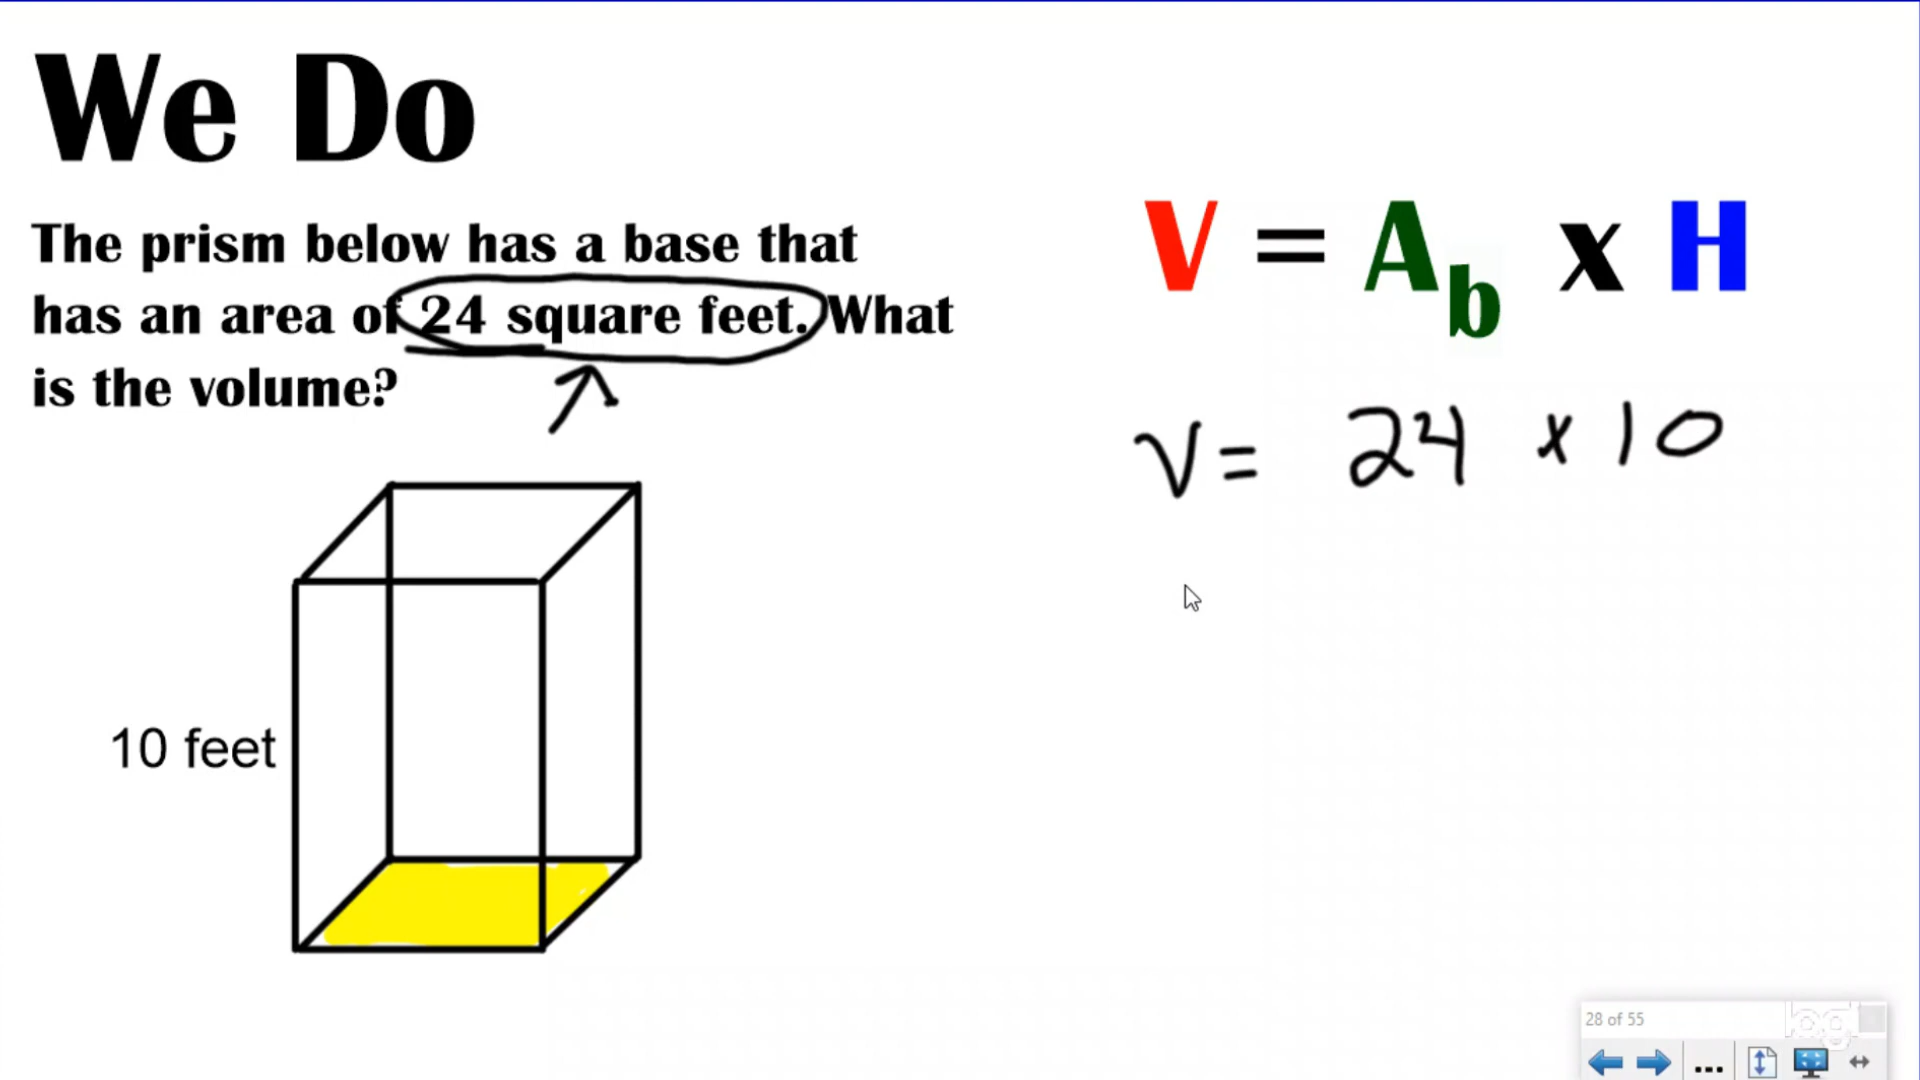 We Do
The prism below has a base that
has an area of 24 square feet. What
is the volume?
V = Ab x H
V = 24 x 10
10 feet
28 of 55
logi
...